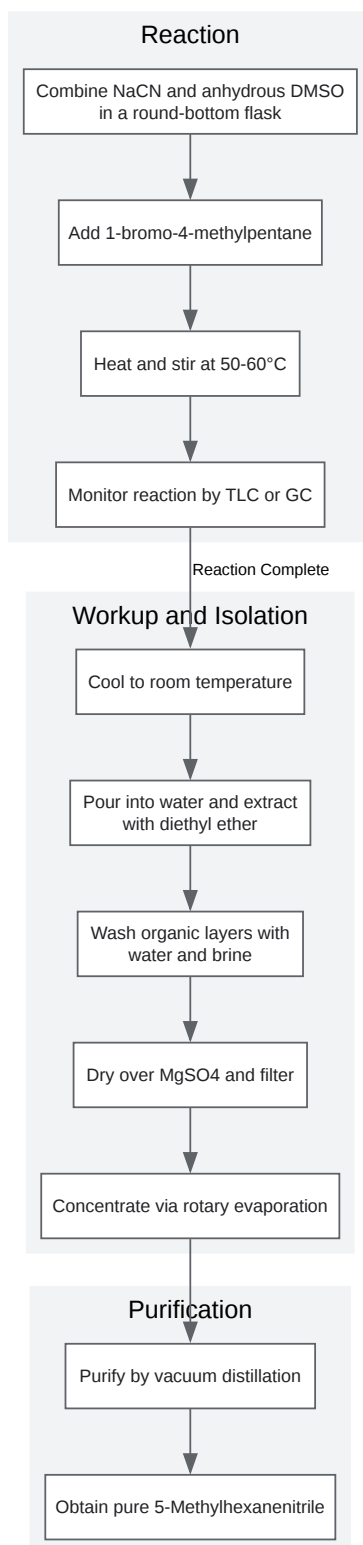 Reaction
Combine NaCN and anhydrous DMSO
in a round-bottom flask
Add 1-bromo-4-methylpentane
Heat and stir at 50-60°C
Monitor reaction by TLC or GC
Reaction Complete
Workup and Isolation
Cool to room temperature
Pour into water and extract
with diethyl ether
Wash organic layers with
water and brine
Dry over MgSO4 and filter
Concentrate via rotary evaporation
Purification
Purify by vacuum distillation
Obtain pure 5-Methylhexanenitrile